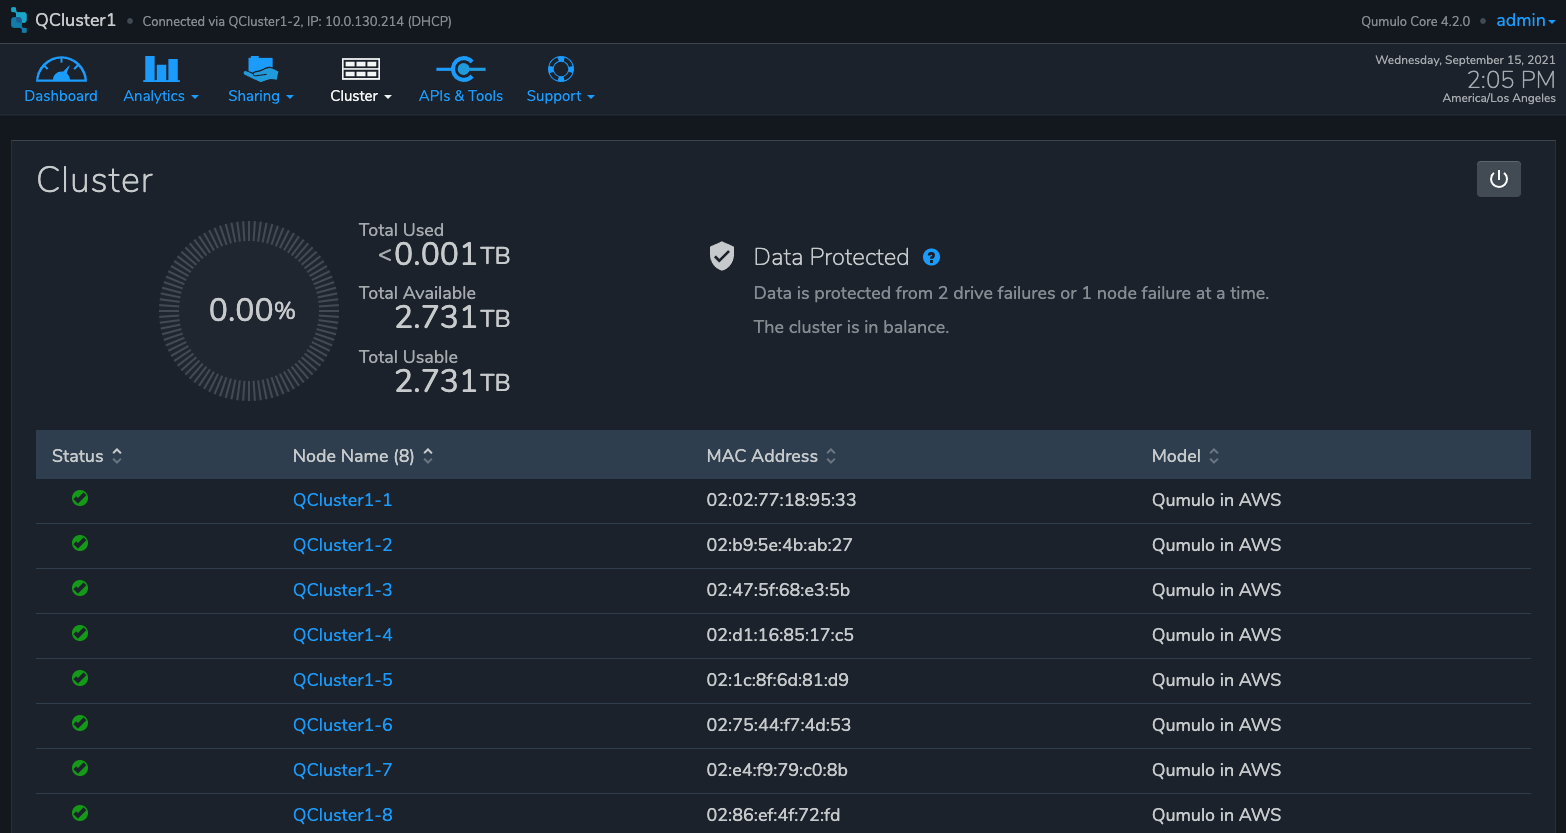 QCluster1 • Connected via QCluster1-2, IP: 10.0.130.214 (DHCP)
Qumulo Core 4.2.0 • admin
Dashboard
Analytics
Sharing
Cluster
APIs & Tools
Support
Wednesday, September 15, 2021
2:05 PM
America/Los Angeles
Cluster
0.00%
Total Used
<0.001TB
Total Available
2.731TB
Total Usable
2.731TB
Data Protected ?
Data is protected from 2 drive failures or 1 node failure at a time.
The cluster is in balance.
Status Node Name (8) MAC Address Model
QCluster1-1 02:02:77:18:95:33 Qumulo in AWS
QCluster1-2 02:b9:5e:4b:ab:27 Qumulo in AWS
QCluster1-3 02:47:5f:68:e3:5b Qumulo in AWS
QCluster1-4 02:d1:16:85:17:c5 Qumulo in AWS
QCluster1-5 02:1c:8f:6d:81:d9 Qumulo in AWS
QCluster1-6 02:75:44:f7:4d:53 Qumulo in AWS
QCluster1-7 02:e4:f9:79:c0:8b Qumulo in AWS
QCluster1-8 02:86:ef:4f:72:fd Qumulo in AWS